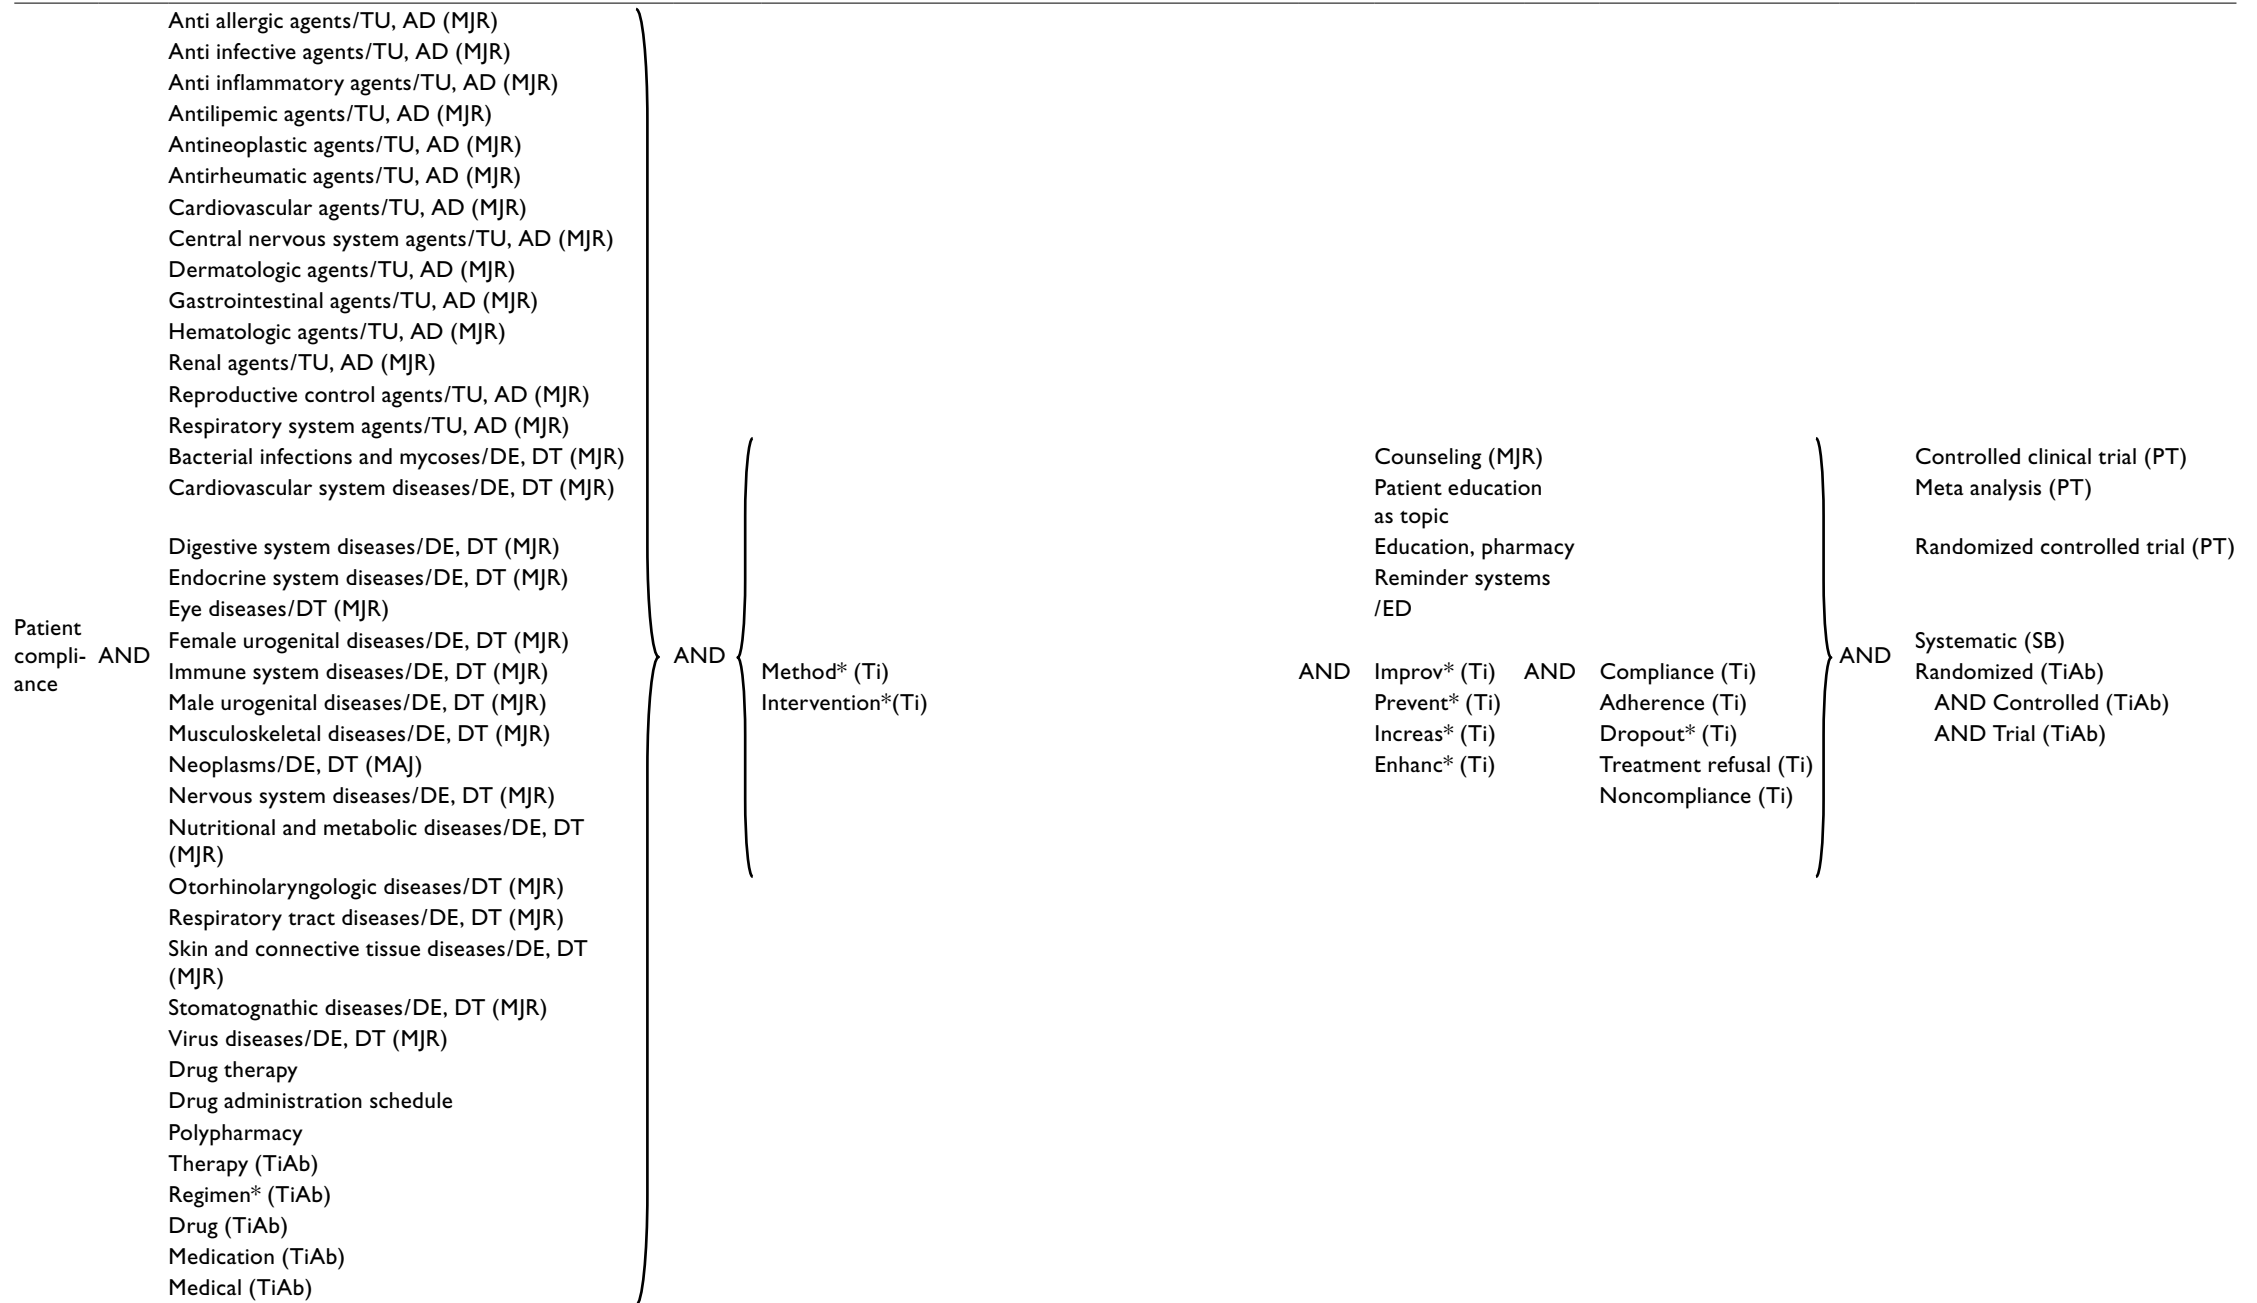 Anti allergic agents/TU, AD (MJR)
Anti infective agents/TU, AD (MJR)
Anti inflammatory agents/TU, AD (MJR)
Antilipemic agents/TU, AD (MJR)
Antineoplastic agents/TU, AD (MJR)
Antirheumatic agents/TU, AD (MJR)
Cardiovascular agents/TU, AD (MJR)
Central nervous system agents/TU, AD (MJR)
Dermatologic agents/TU, AD (MJR)
Gastrointestinal agents/TU, AD (MJR)
Hematologic agents/TU, AD (MJR)
Renal agents/TU, AD (MJR)
Reproductive control agents/TU, AD (MJR)
Respiratory system agents/TU, AD (MJR)
Bacterial infections and mycoses/DE, DT (MJR)
Cardiovascular system diseases/DE, DT (MJR)
Digestive system diseases/DE, DT (MJR)
Endocrine system diseases/DE, DT (MJR)
Eye diseases/DT (MJR)
Patient
compli-
ance
AND
Female urogenital diseases/DE, DT (MJR)
Immune system diseases/DE, DT (MJR)
Male urogenital diseases/DE, DT (MJR)
Musculoskeletal diseases/DE, DT (MJR)
Neoplasms/DE, DT (MAJ)
Nervous system diseases/DE, DT (MJR)
Nutritional and metabolic diseases/DE, DT
(MJR)
Otorhinolaryngologic diseases/DT (MJR)
Respiratory tract diseases/DE, DT (MJR)
Skin and connective tissue diseases/DE, DT
(MJR)
Stomatognathic diseases/DE, DT (MJR)
Virus diseases/DE, DT (MJR)
Drug therapy
Drug administration schedule
Polypharmacy
Therapy (TiAb)
Regimen* (TiAb)
Drug (TiAb)
Medication (TiAb)
Medical (TiAb)
AND
Method* (Ti)
Intervention*(Ti)
AND
Counseling (MJR)
Patient education
as topic
Education, pharmacy
Reminder systems
/ED
Improv* (Ti)
Prevent* (Ti)
Increas* (Ti)
Enhanc* (Ti)
AND
Compliance (Ti)
Adherence (Ti)
Dropout* (Ti)
Treatment refusal (Ti)
Noncompliance (Ti)
AND
Controlled clinical trial (PT)
Meta analysis (PT)
Randomized controlled trial (PT)
Systematic (SB)
Randomized (TiAb)
AND Controlled (TiAb)
AND Trial (TiAb)